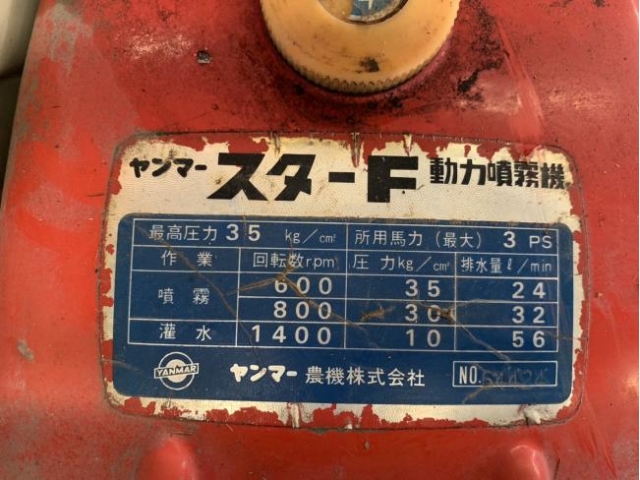 ヤンマー スターF 動力噴霧機
最高圧力 35 kg/cm² 所用馬力(最大) 3 PS
作業 回転数rpm 圧力kg/cm² 排水量ℓ/min
噴霧 600 35 24
800 30 32
灌水 1400 10 56
YANMAR ヤンマー農機株式会社 NO.